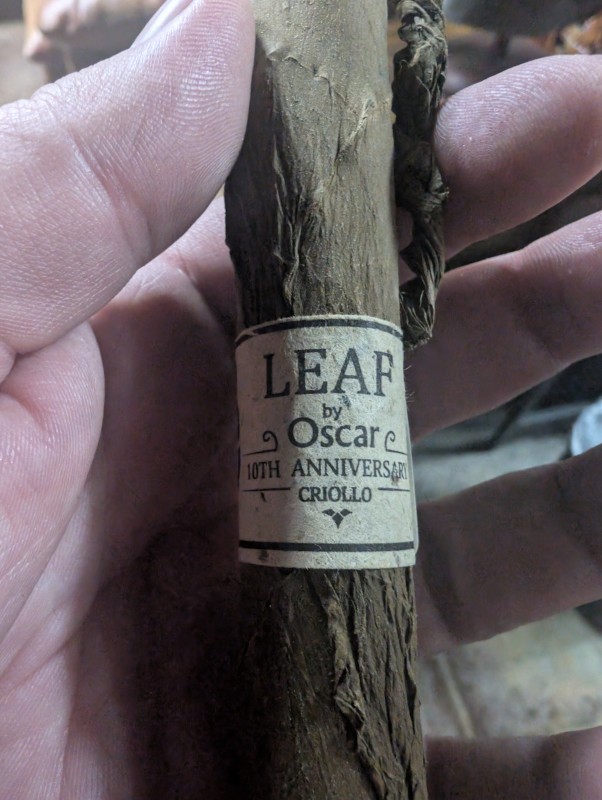 LEAF
by
Oscar
10TH ANNIVERSARY
CRIOLLO